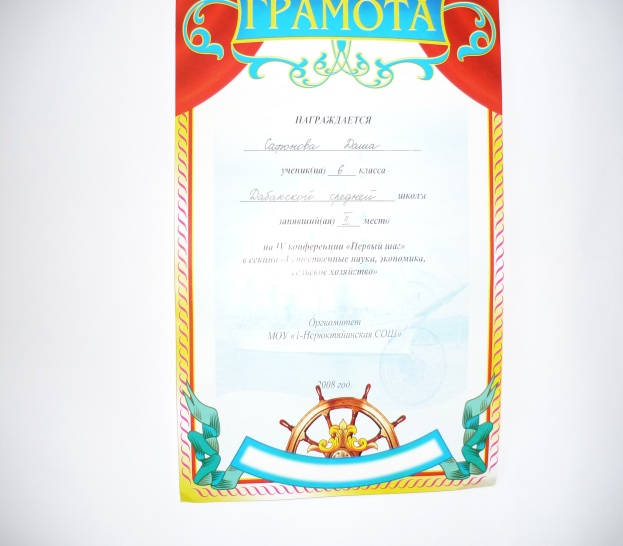 ГРАМОТА
НАГРАЖДАЕТСЯ
Сафонова Даша
ученик(ца) 6 класса
Дабанской средней школы
занявший(ая) II место
на IV конференции «Первый шаг»
в секции «Естественные науки, экономика,
сельское хозяйство»
Оргкомитет
МОУ «1-Нерюктяйинская СОШ»
2008 год